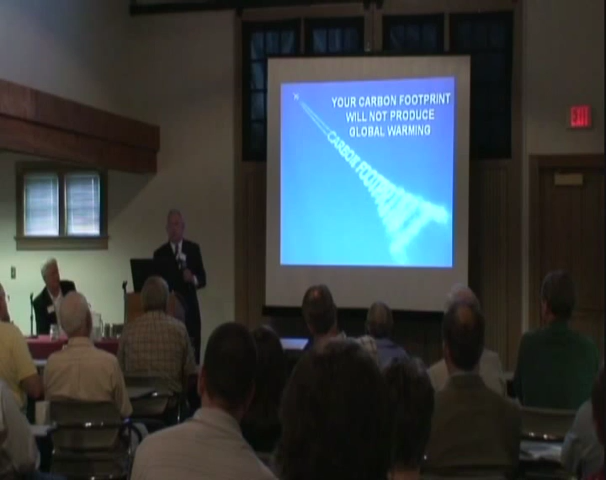 YOUR CARBON FOOTPRINT
WILL NOT PRODUCE
GLOBAL WARMING
CARBON FOOTPRINT
EXIT